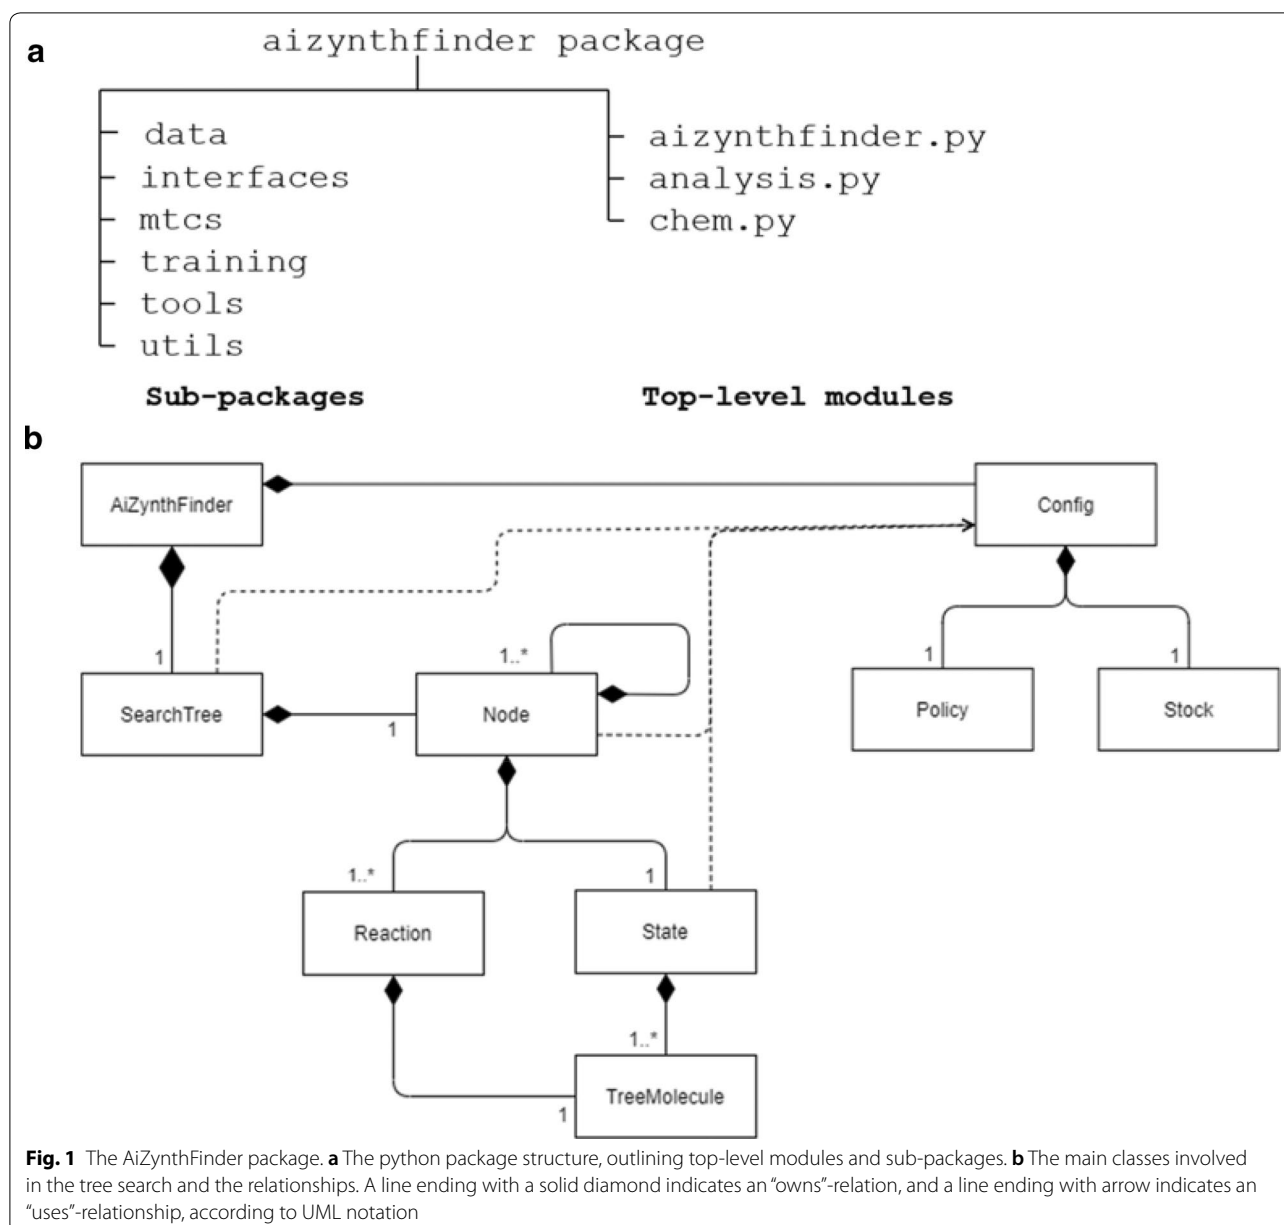 a
aizynthfinder package
data
interfaces
mtcs
training
tools
utils
Sub-packages
aizynthfinder.py
analysis.py
chem.py
Top-level modules
b
AiZynthFinder
Config
1
1..*
SearchTree
1
Node
1
Policy
1
Stock
1..*
1
Reaction
State
1..*
1
TreeMolecule
Fig. 1 The AiZynthFinder package. a The python package structure, outlining top-level modules and sub-packages. b The main classes involved
in the tree search and the relationships. A line ending with a solid diamond indicates an “owns”-relation, and a line ending with arrow indicates an
“uses”-relationship, according to UML notation